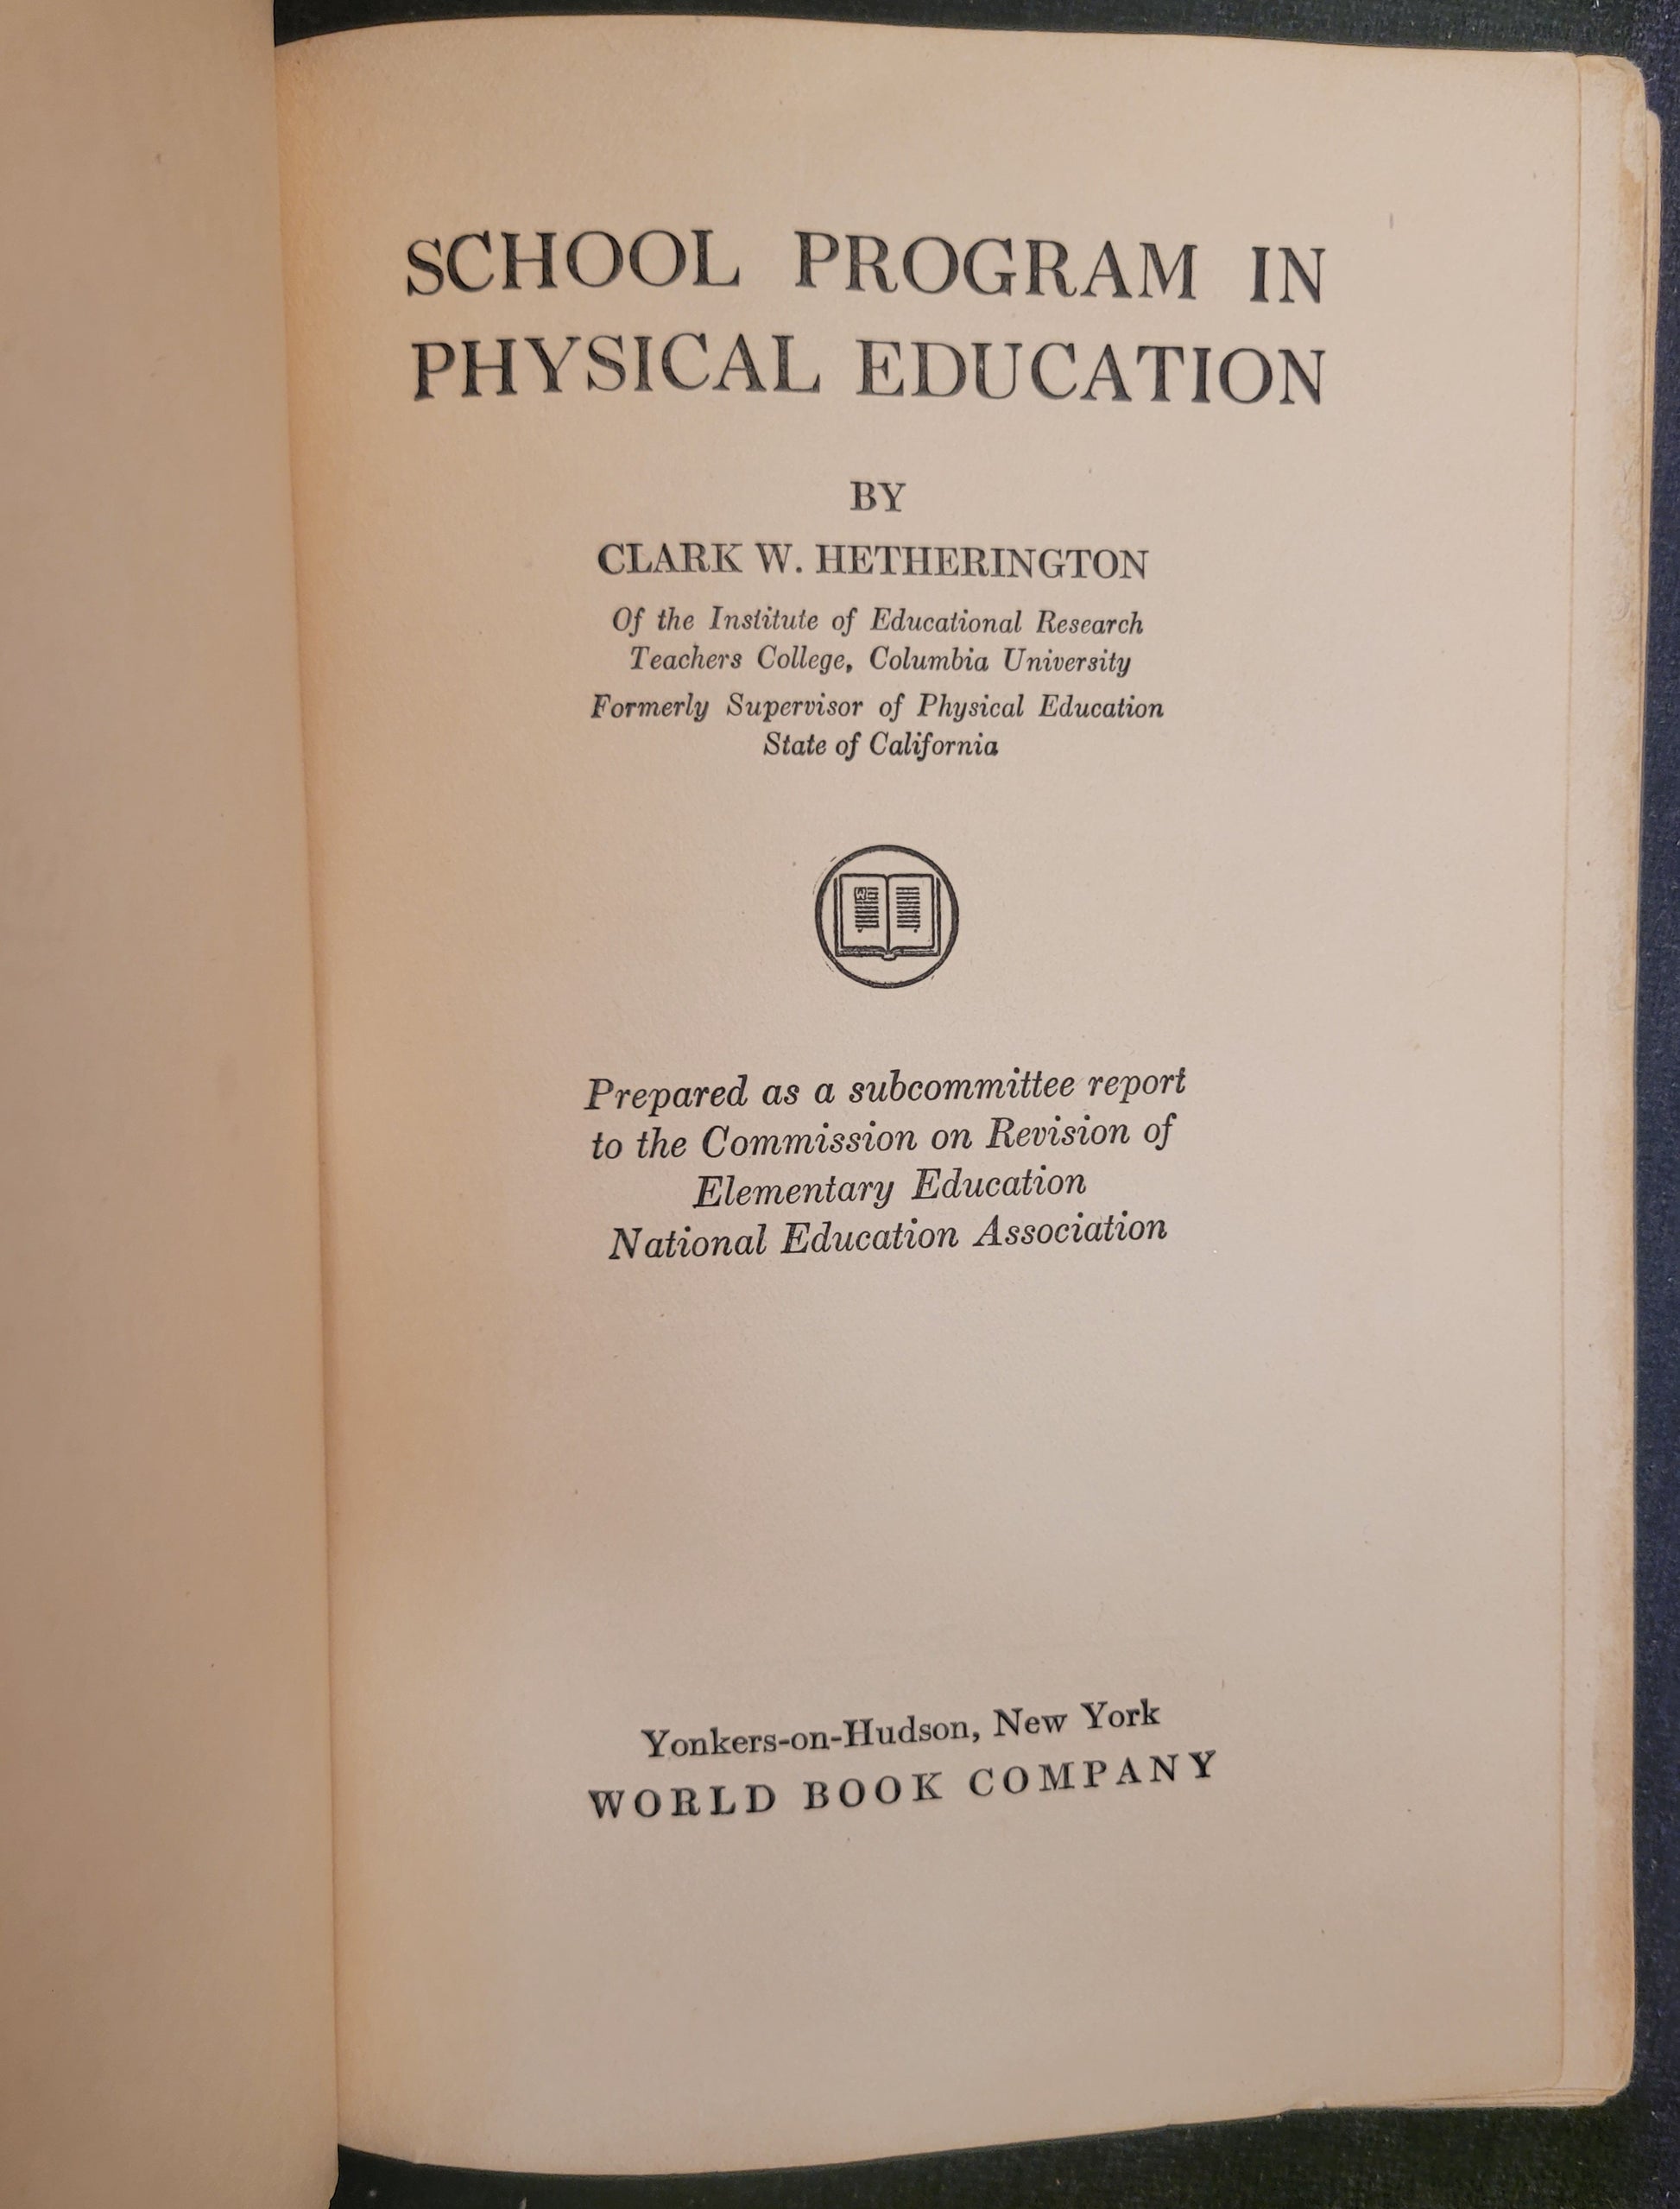 SCHOOL PROGRAM IN
PHYSICAL EDUCATION
BY
CLARK W. HETHERINGTON
Of the Institute of Educational Research
Teachers College, Columbia University
Formerly Supervisor of Physical Education
State of California
Prepared as a subcommittee report
to the Commission on Revision of
Elementary Education
National Education Association
Yonkers-on-Hudson, New York
WORLD BOOK COMPANY